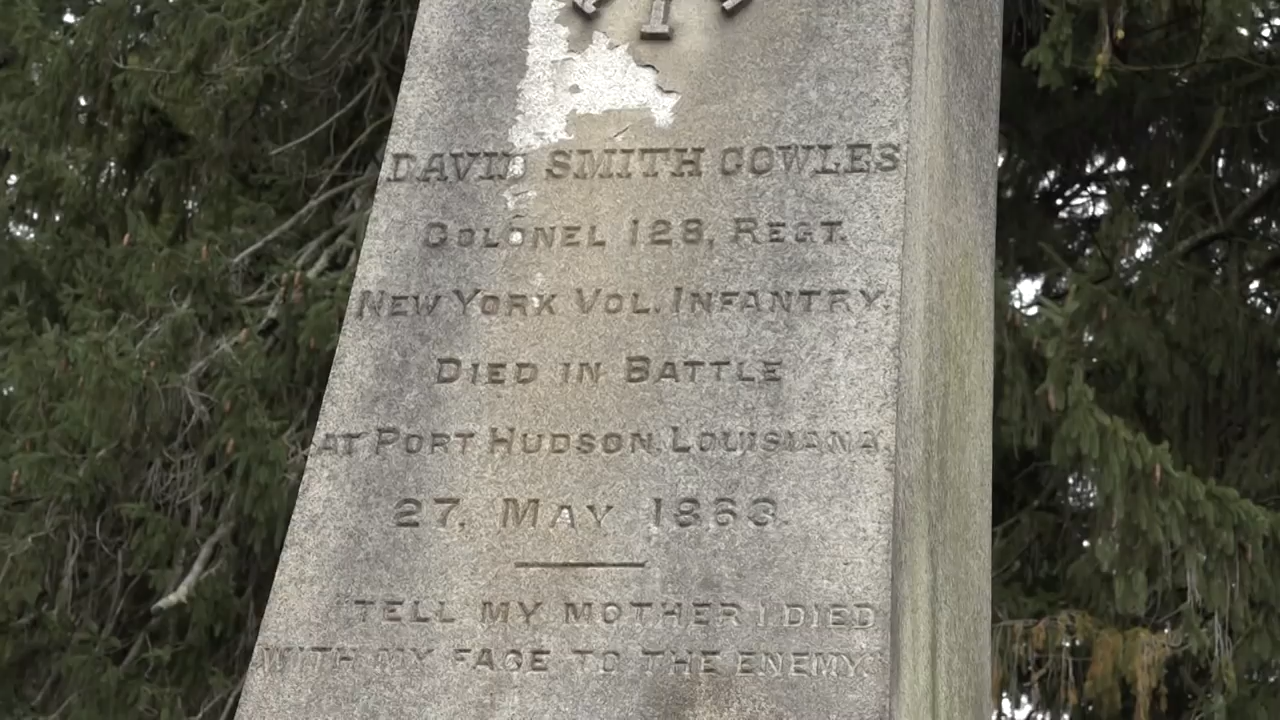 DAVID SMITH COWLES
COLONEL 128, REGT.
NEW YORK VOL. INFANTRY.
DIED IN BATTLE
AT PORT HUDSON, LOUISIANA,
27, MAY 1863.
"TELL MY MOTHER I DIED
WITH MY FACE TO THE ENEMY."